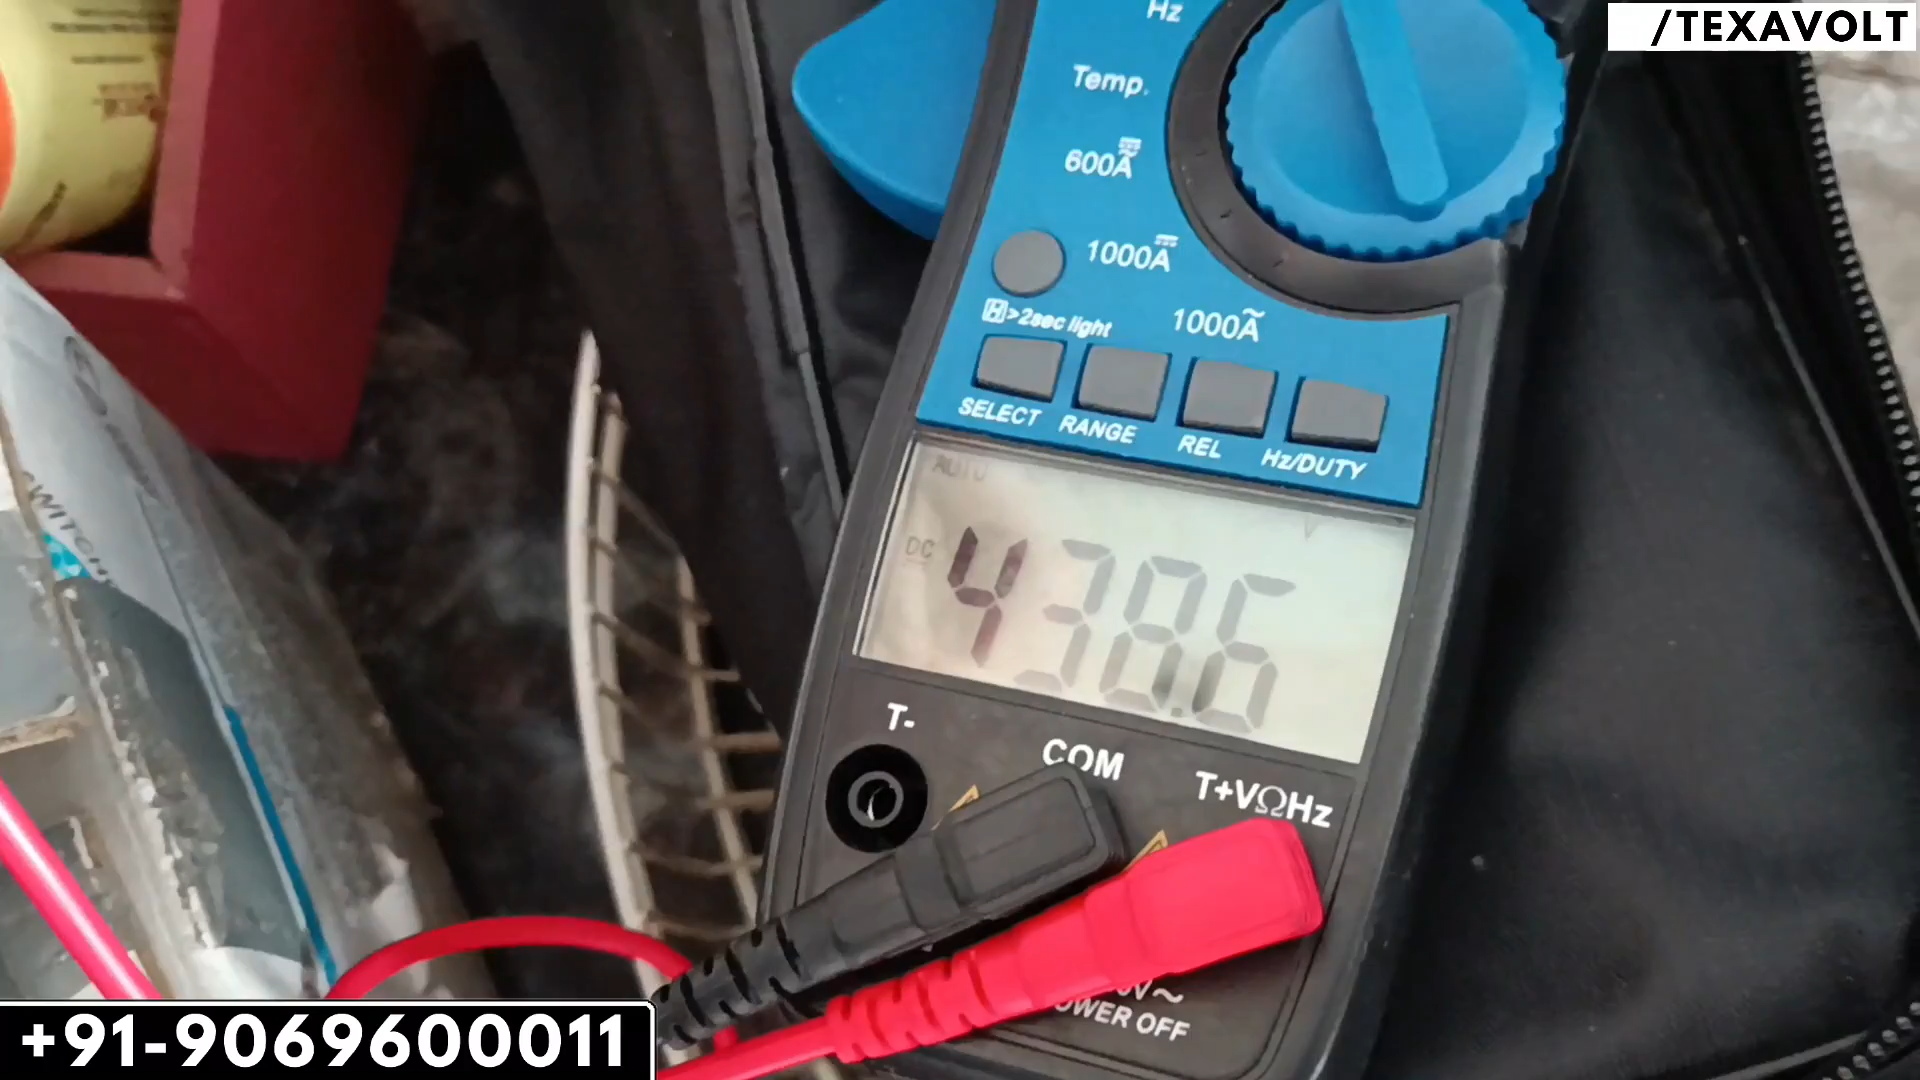 /TEXAVOLT
Hz
Temp.
600A
1000A
1000A
H >2sec light
SELECT RANGE REL Hz/DUTY
AUTO
DC 438.6 V
T-
COM
T+VΩHz
OWER OFF
+91-9069600011